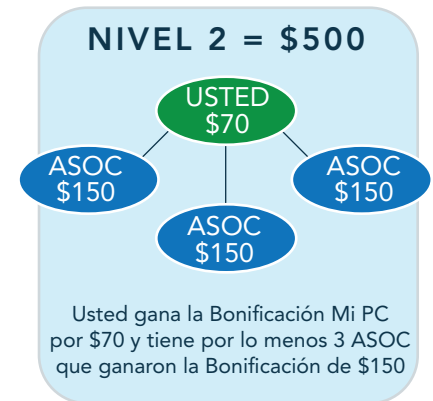 NIVEL 2 = $500
USTED
$70
ASOC
$150
ASOC
$150
ASOC
$150
Usted gana la Bonificación Mi PC
por $70 y tiene por lo menos 3 ASOC
que ganaron la Bonificación de $150